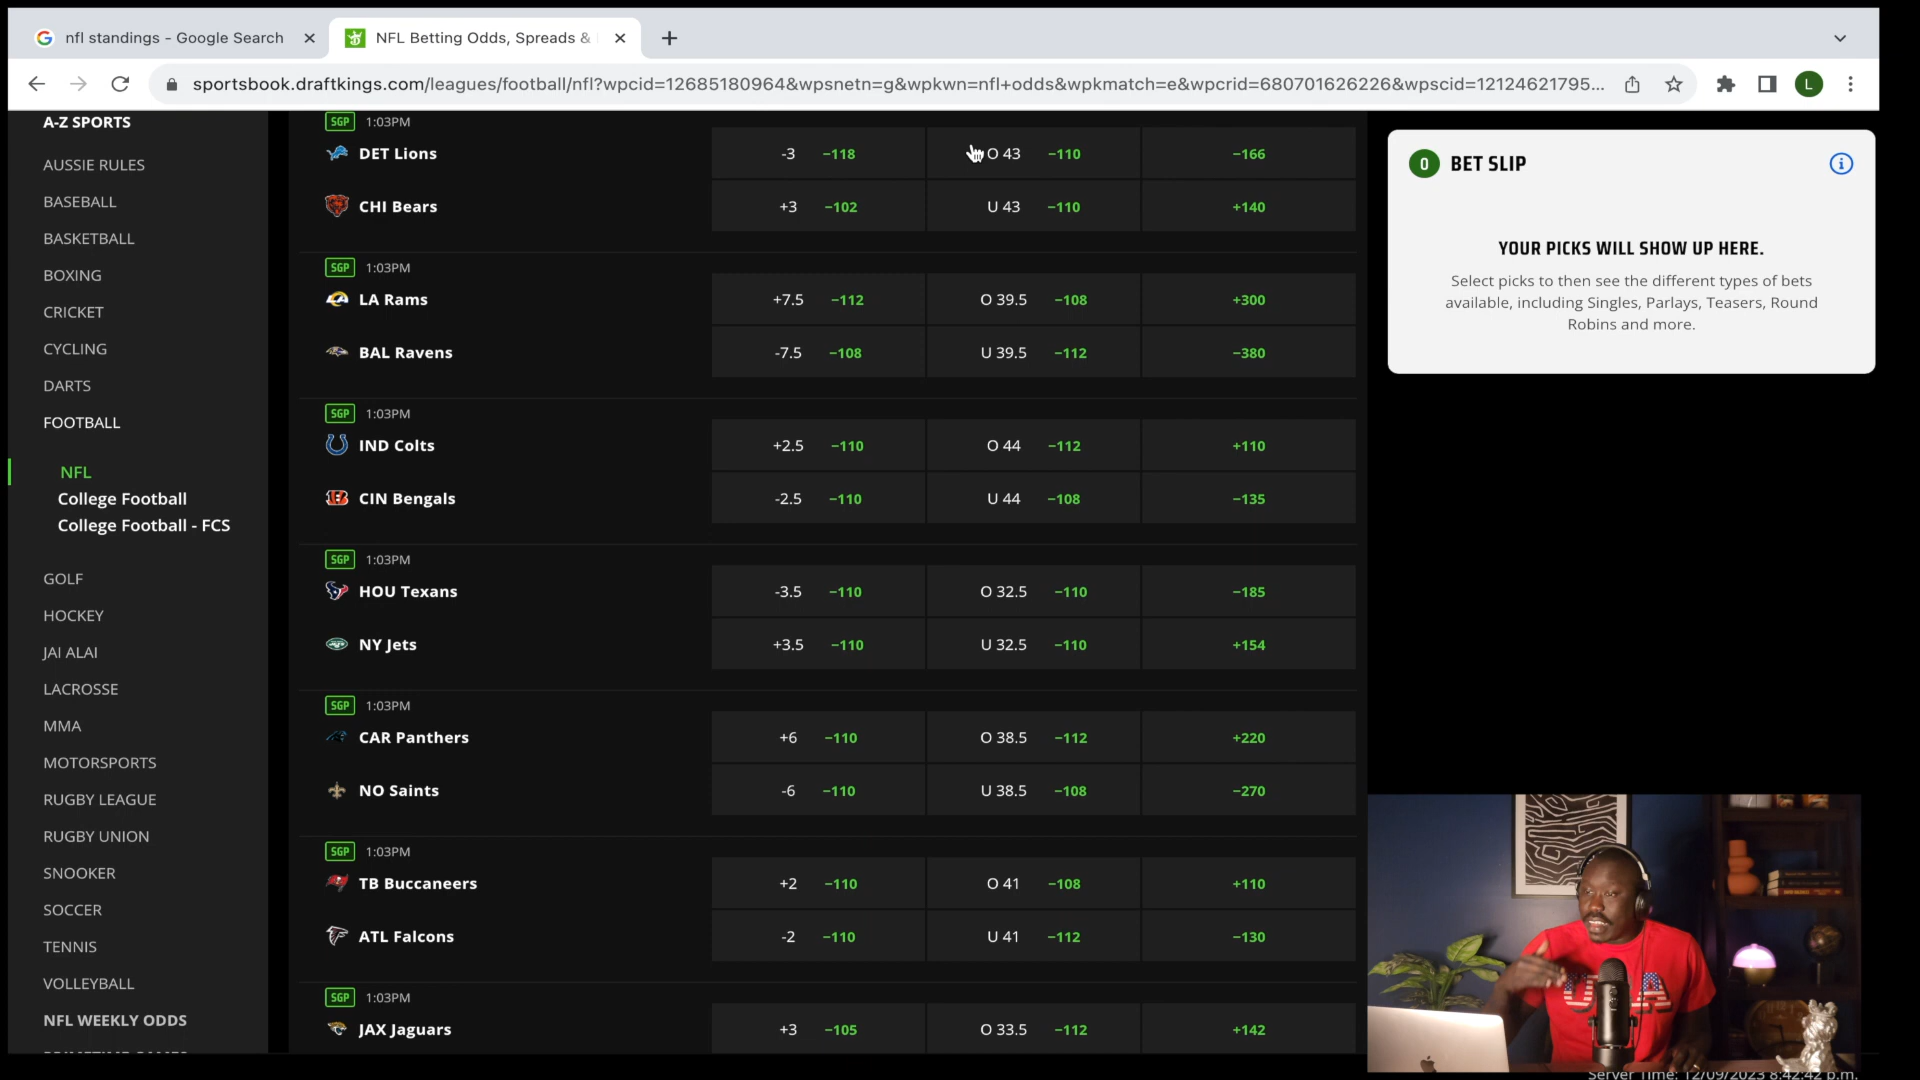 nfl standings - Google Search
NFL Betting Odds, Spreads &
sportsbook.draftkings.com/leagues/football/nfl?wpcid=12685180964&wpsnetn=g&wpkwn=nfl+odds&wpkmatch=e&wpcrid=680701626226&wpscid=12124621795...
L
A-Z SPORTS
AUSSIE RULES
BASEBALL
BASKETBALL
BOXING
CRICKET
CYCLING
DARTS
FOOTBALL
NFL
College Football
College Football - FCS
GOLF
HOCKEY
JAI ALAI
LACROSSE
MMA
MOTORSPORTS
RUGBY LEAGUE
RUGBY UNION
SNOOKER
SOCCER
TENNIS
VOLLEYBALL
NFL WEEKLY ODDS
SGP 1:03PM
DET Lions -3 −118 O 43 −110 −166
CHI Bears +3 −102 U 43 −110 +140
SGP 1:03PM
LA Rams +7.5 −112 O 39.5 −108 +300
BAL Ravens -7.5 −108 U 39.5 −112 −380
SGP 1:03PM
IND Colts +2.5 −110 O 44 −112 +110
CIN Bengals -2.5 −110 U 44 −108 −135
SGP 1:03PM
HOU Texans -3.5 −110 O 32.5 −110 −185
NY Jets +3.5 −110 U 32.5 −110 +154
SGP 1:03PM
CAR Panthers +6 −110 O 38.5 −112 +220
NO Saints -6 −110 U 38.5 −108 −270
SGP 1:03PM
TB Buccaneers +2 −110 O 41 −108 +110
ATL Falcons -2 −110 U 41 −112 −130
SGP 1:03PM
JAX Jaguars +3 −105 O 33.5 −112 +142
0 BET SLIP
YOUR PICKS WILL SHOW UP HERE.
Select picks to then see the different types of bets
available, including Singles, Parlays, Teasers, Round
Robins and more.
USA
Server Time: 12/09/2023 8:42:42 p.m.